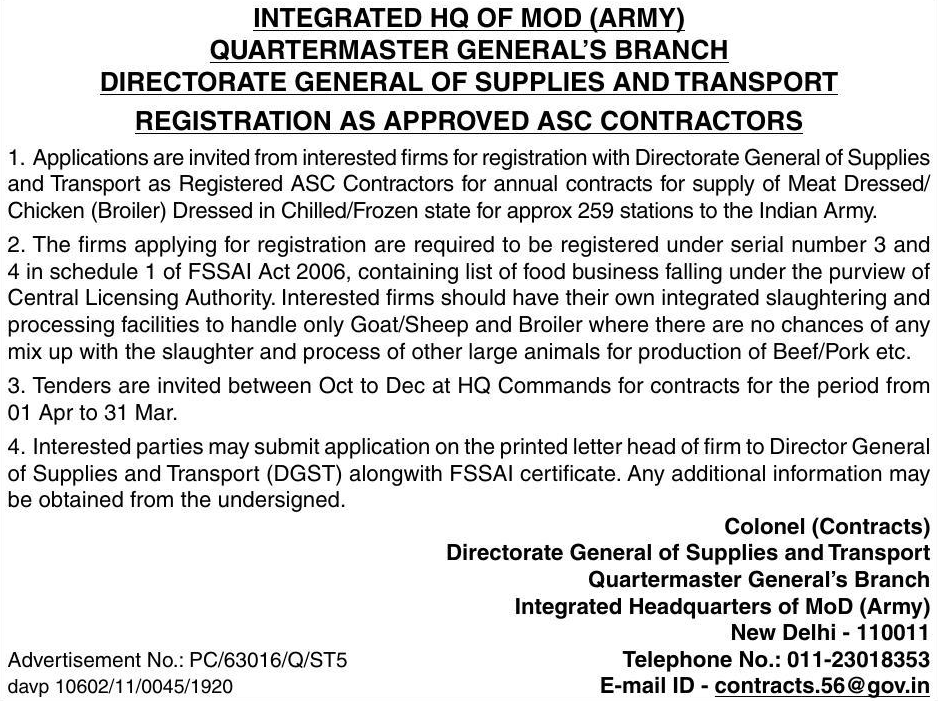 INTEGRATED HQ OF MOD (ARMY)
QUARTERMASTER GENERAL'S BRANCH
DIRECTORATE GENERAL OF SUPPLIES AND TRANSPORT
REGISTRATION AS APPROVED ASC CONTRACTORS
1. Applications are invited from interested firms for registration with Directorate General of Supplies
and Transport as Registered ASC Contractors for annual contracts for supply of Meat Dressed/
Chicken (Broiler) Dressed in Chilled/Frozen state for approx 259 stations to the Indian Army.
2. The firms applying for registration are required to be registered under serial number 3 and
4 in schedule 1 of FSSAI Act 2006, containing list of food business falling under the purview of
Central Licensing Authority. Interested firms should have their own integrated slaughtering and
processing facilities to handle only Goat/Sheep and Broiler where there are no chances of any
mix up with the slaughter and process of other large animals for production of Beef/Pork etc.
3. Tenders are invited between Oct to Dec at HQ Commands for contracts for the period from
01 Apr to 31 Mar.
4. Interested parties may submit application on the printed letter head of firm to Director General
of Supplies and Transport (DGST) alongwith FSSAI certificate. Any additional information may
be obtained from the undersigned.
Colonel (Contracts)
Directorate General of Supplies and Transport
Quartermaster General's Branch
Integrated Headquarters of MoD (Army)
New Delhi - 110011
Advertisement No.: PC/63016/Q/ST5 Telephone No.: 011-23018353
davp 10602/11/0045/1920 E-mail ID - contracts.56@gov.in